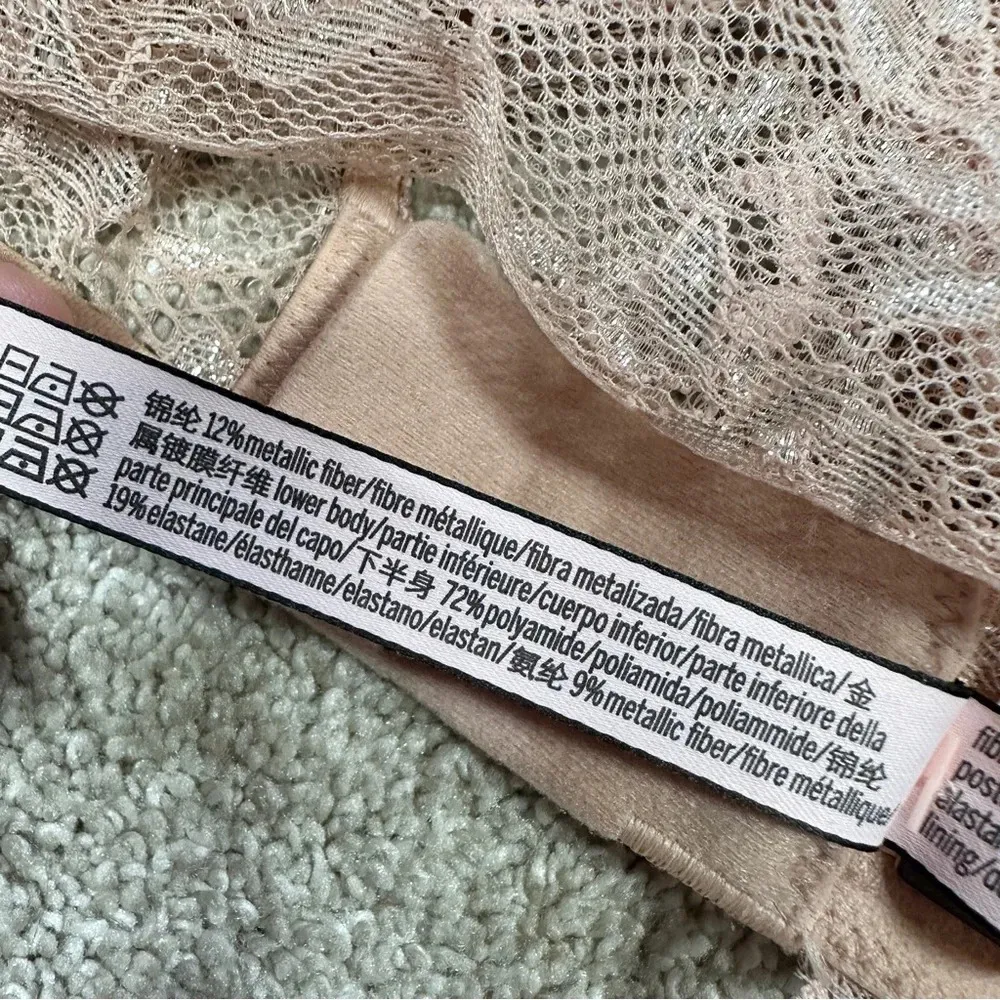 锦纶 12%metallic fiber/fibre métallique/fibra metalizada/fibra metallica/金
属镀膜纤维 lower body/partie inférieure/cuerpo inferior/parte inferiore della
parte principale del capo/下半身 72%polyamide/poliamida/poliammide/锦纶
19%elastane/élasthanne/elastano/elastan/氨纶 9%metallic fiber/fibre métallique
lining/d